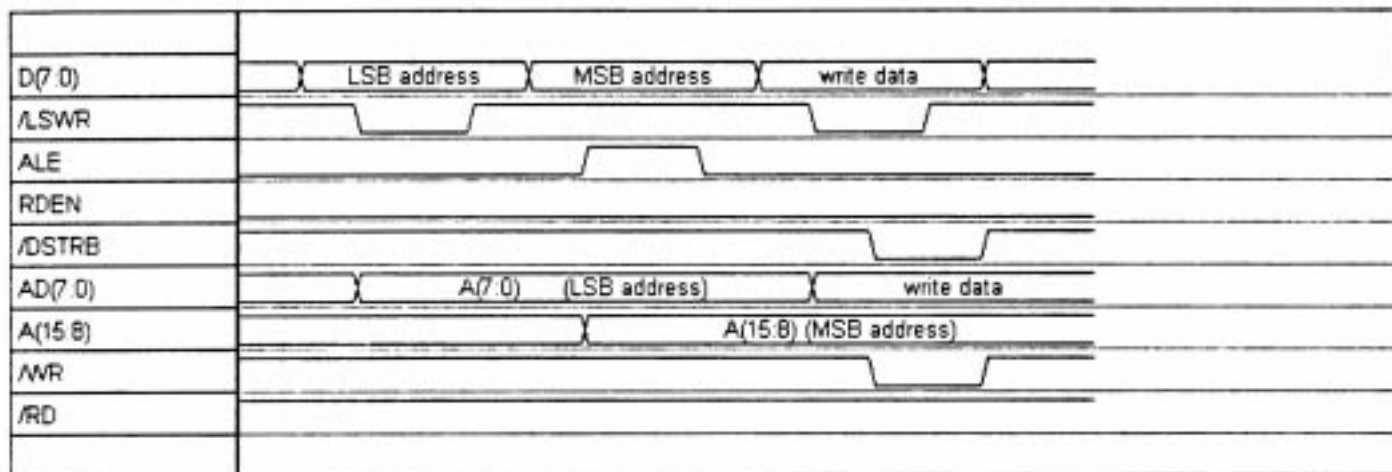 D(7:0) LSB address MSB address write data
/LSWR
ALE
RDEN
/DSTRB
AD(7:0) A(7:0) (LSB address) write data
A(15:8) A(15:8) (MSB address)
/WR
/RD